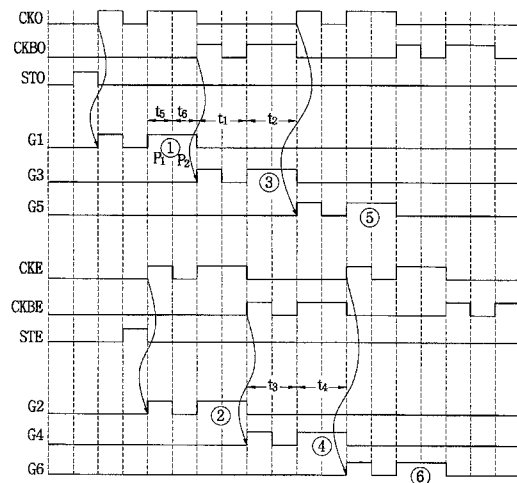 CKO
CKBO
STO
t5 t6 t1 t2
G1 ① P1 P2
G3 ③
G5 ⑤
CKE
CKBE
STE
t3 t4
G2 ②
G4 ④
G6 ⑥